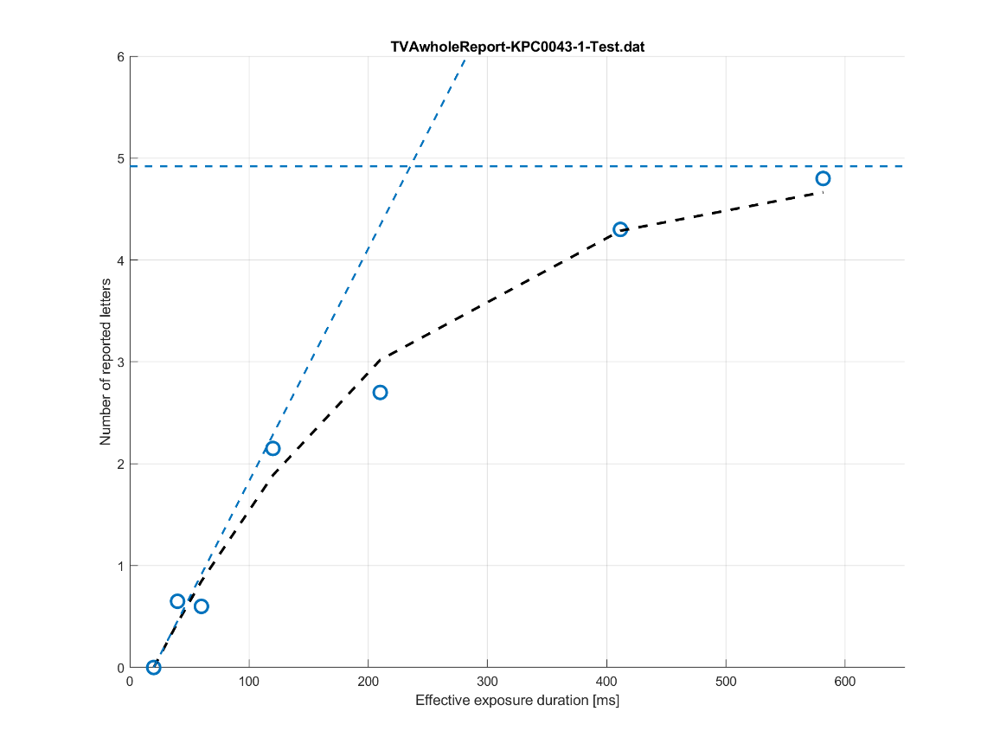 TVAwholeReport-KPC0043-1-Test.dat
6
5
4
3
2
1
0
Number of reported letters
0 100 200 300 400 500 600
Effective exposure duration [ms]